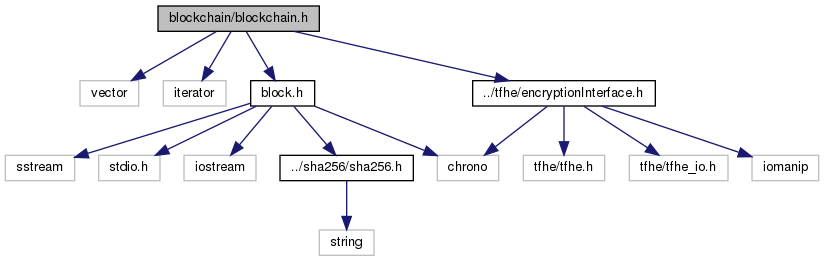 blockchain/blockchain.h
vector
iterator
block.h
../tfhe/encryptionInterface.h
sstream
stdio.h
iostream
../sha256/sha256.h
chrono
tfhe/tfhe.h
tfhe/tfhe_io.h
iomanip
string